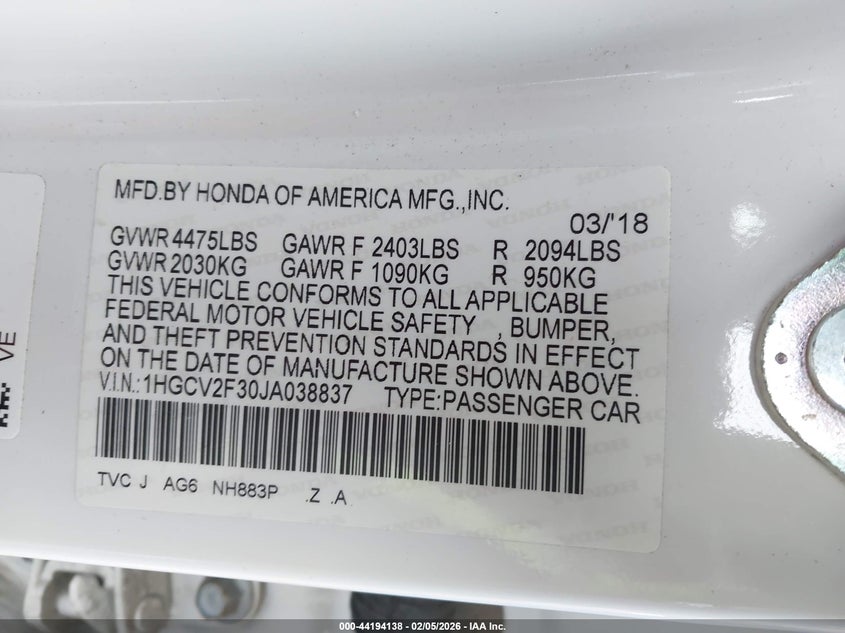 MFD.BY HONDA OF AMERICA MFG.,INC.
03/'18
GVWR 4475LBS GAWR F 2403LBS R 2094LBS
GVWR 2030KG GAWR F 1090KG R 950KG
THIS VEHICLE CONFORMS TO ALL APPLICABLE
FEDERAL MOTOR VEHICLE SAFETY , BUMPER,
AND THEFT PREVENTION STANDARDS IN EFFECT
ON THE DATE OF MANUFACTURE SHOWN ABOVE.
V.I.N.:1HGCV2F30JA038837 TYPE:PASSENGER CAR
TVC J AG6 NH883P .Z .A
VE
000-44194138 - 02/05/2026 - IAA Inc.